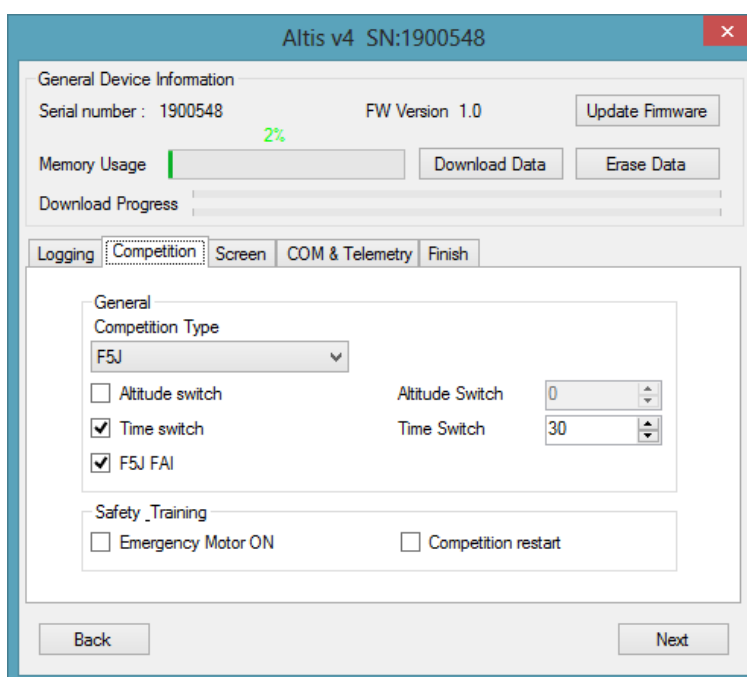 Altis v4 SN:1900548
General Device Information
Serial number : 1900548 FW Version 1.0 Update Firmware
2%
Memory Usage Download Data Erase Data
Download Progress
Logging Competition Screen COM & Telemetry Finish
General
Competition Type
F5J
Altitude switch Altitude Switch 0
Time switch Time Switch 30
F5J FAI
Safety _Training
Emergency Motor ON Competition restart
Back Next